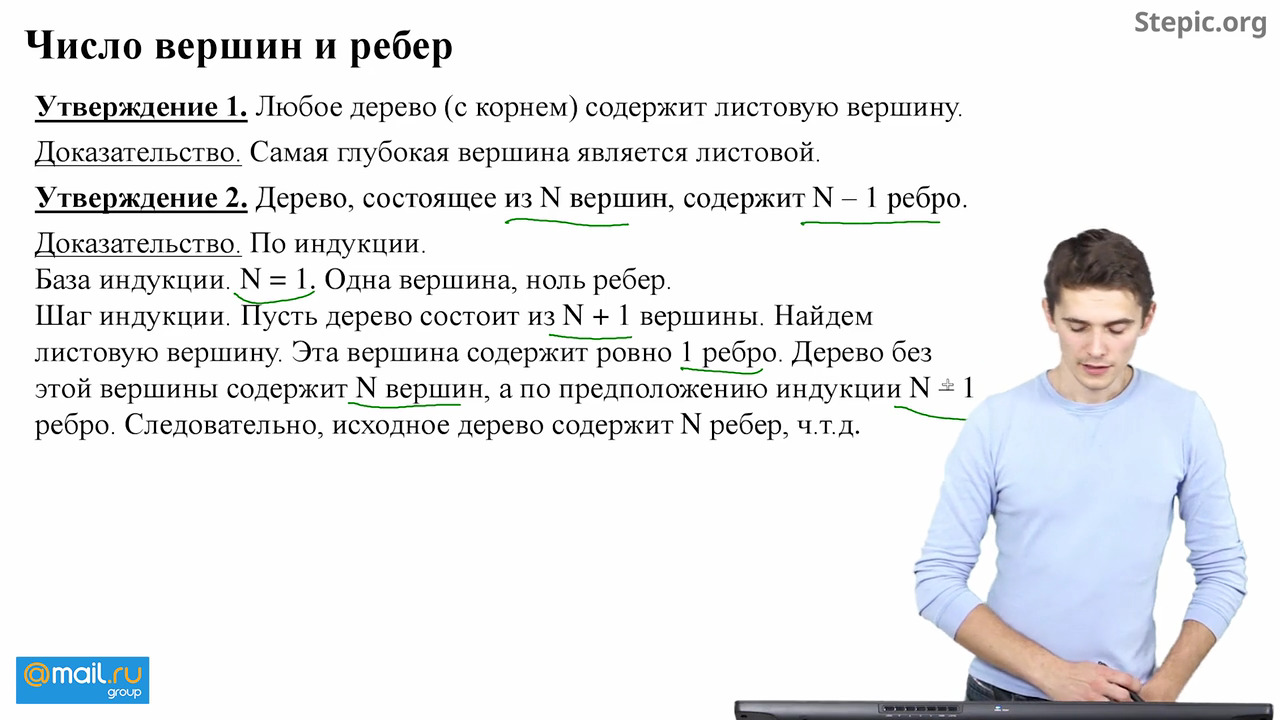 Stepic.org
Число вершин и ребер
Утверждение 1. Любое дерево (с корнем) содержит листовую вершину.
Доказательство. Самая глубокая вершина является листовой.
Утверждение 2. Дерево, состоящее из N вершин, содержит N – 1 ребро.
Доказательство. По индукции.
База индукции. N = 1. Одна вершина, ноль ребер.
Шаг индукции. Пусть дерево состоит из N + 1 вершины. Найдем
листовую вершину. Эта вершина содержит ровно 1 ребро. Дерево без
этой вершины содержит N вершин, а по предположению индукции N – 1
ребро. Следовательно, исходное дерево содержит N ребер, ч.т.д.
@mail.ru
group